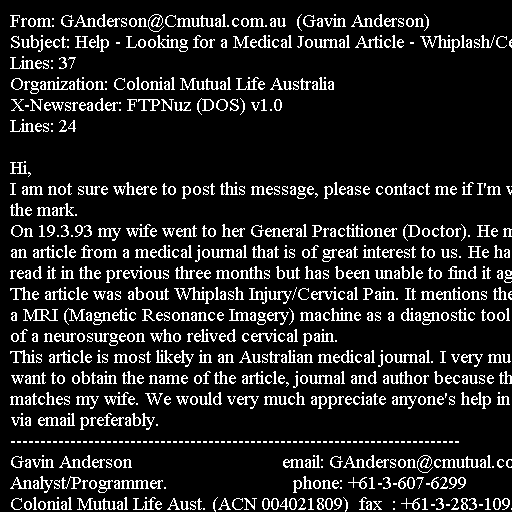 From: GAnderson@Cmutual.com.au (Gavin Anderson)
Subject: Help - Looking for a Medical Journal Article - Whiplash/Ce
Lines: 37
Organization: Colonial Mutual Life Australia
X-Newsreader: FTPNuz (DOS) v1.0
Lines: 24

Hi,
I am not sure where to post this message, please contact me if I'm
the mark.
On 19.3.93 my wife went to her General Practitioner (Doctor). He
an article from a medical journal that is of great interest to us. He
read it in the previous three months but has been unable to find it
The article was about Whiplash Injury/Cervical Pain. It mentions the
a MRI (Magnetic Resonance Imagery) machine as a diagnostic tool
of a neurosurgeon who relived cervical pain.
This article is most likely in an Australian medical journal. I very
want to obtain the name of the article, journal and author because
matches my wife. We would very much appreciate anyone's help in
via email preferably.
---------------------------------------------------------------------------
Gavin Anderson email: GAnderson@cmutual.co
Analyst/Programmer. phone: +61-3-607-6299
Colonial Mutual Life Aust. (ACN 004021809) fax : +61-3-283-109